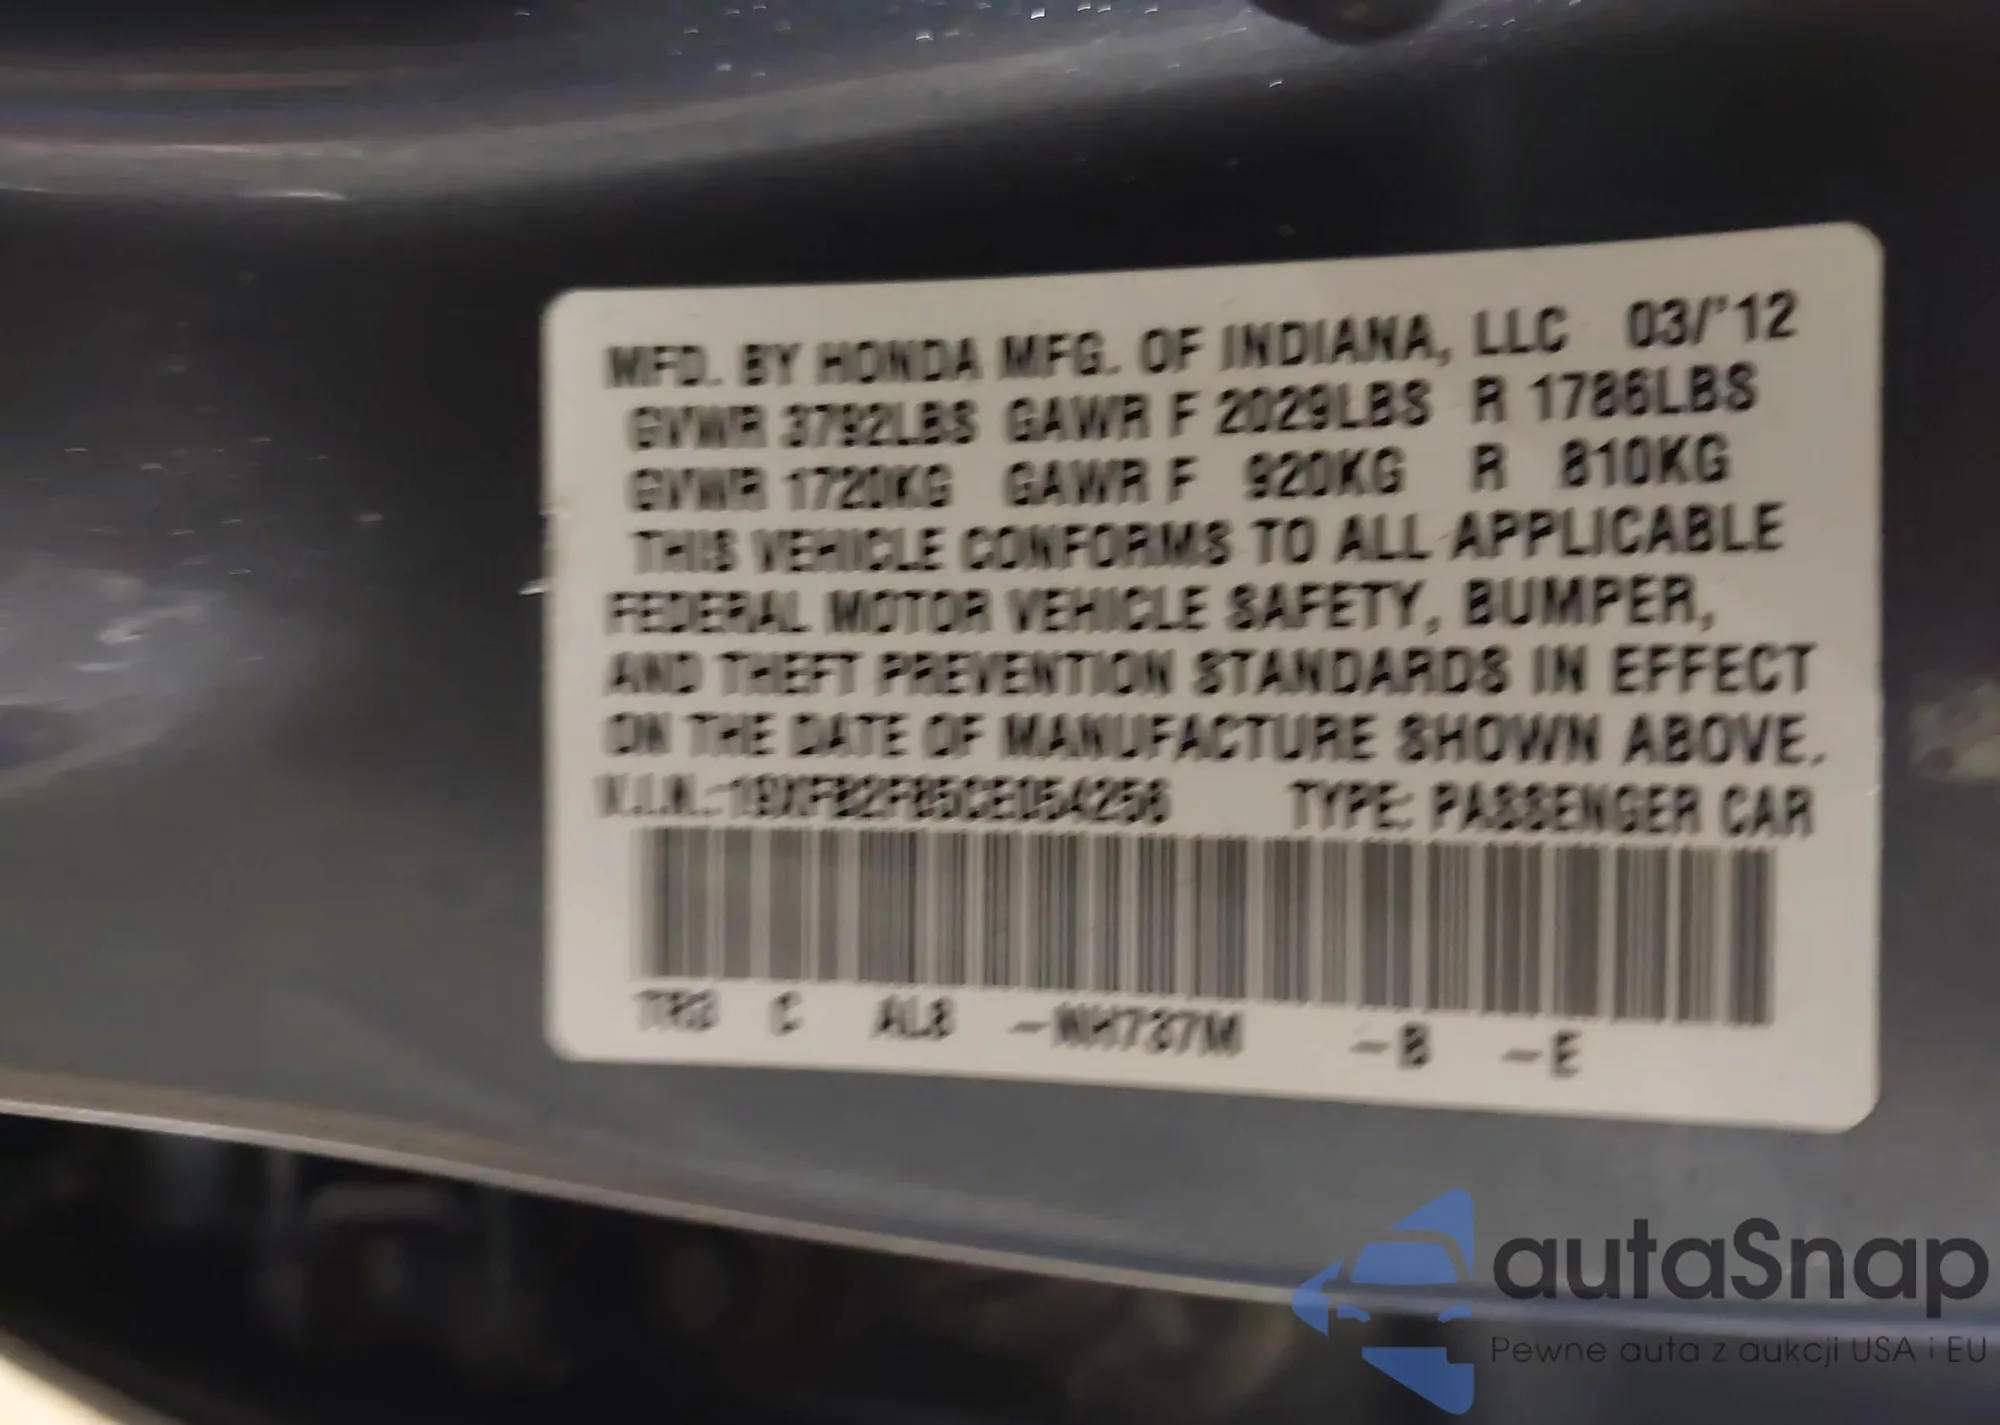 MFD. BY HONDA MFG. OF INDIANA, LLC 03/'12
GVWR 3792LBS GAWR F 2029LBS R 1786LBS
GVWR 1720KG GAWR F 920KG R 810KG
THIS VEHICLE CONFORMS TO ALL APPLICABLE
FEDERAL MOTOR VEHICLE SAFETY, BUMPER,
AND THEFT PREVENTION STANDARDS IN EFFECT
ON THE DATE OF MANUFACTURE SHOWN ABOVE.
V.I.N.:19XFB2F85CE054256 TYPE: PASSENGER CAR
TR3 C AL8 -NH737M -B -E
autaSnap
Pewne auta z aukcji USA i EU